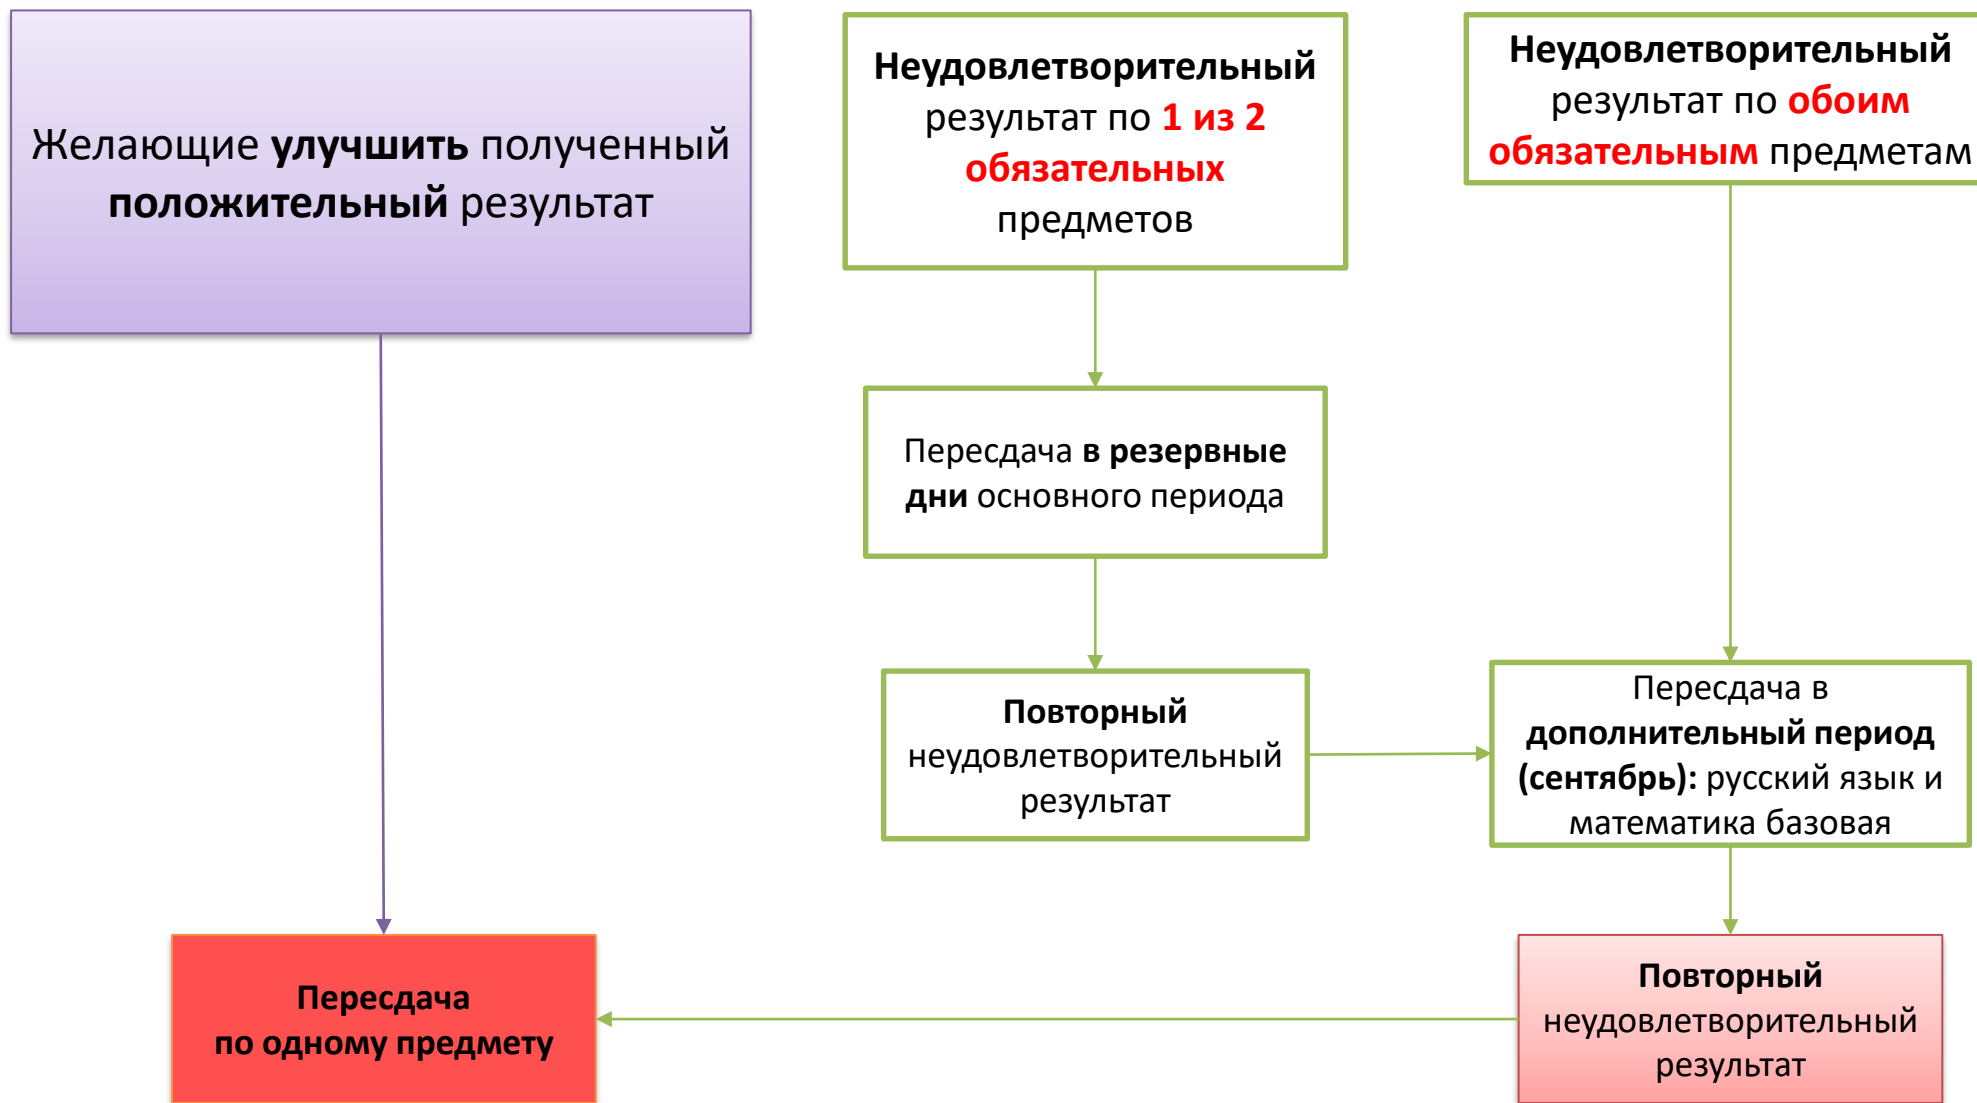 Желающие улучшить полученный
положительный результат
Неудовлетворительный
результат по 1 из 2
обязательных
предметов
Неудовлетворительный
результат по обоим
обязательным предметам
Пересдача в резервные
дни основного периода
Повторный
неудовлетворительный
результат
Пересдача в
дополнительный период
(сентябрь): русский язык и
математика базовая
Пересдача
по одному предмету
Повторный
неудовлетворительный
результат